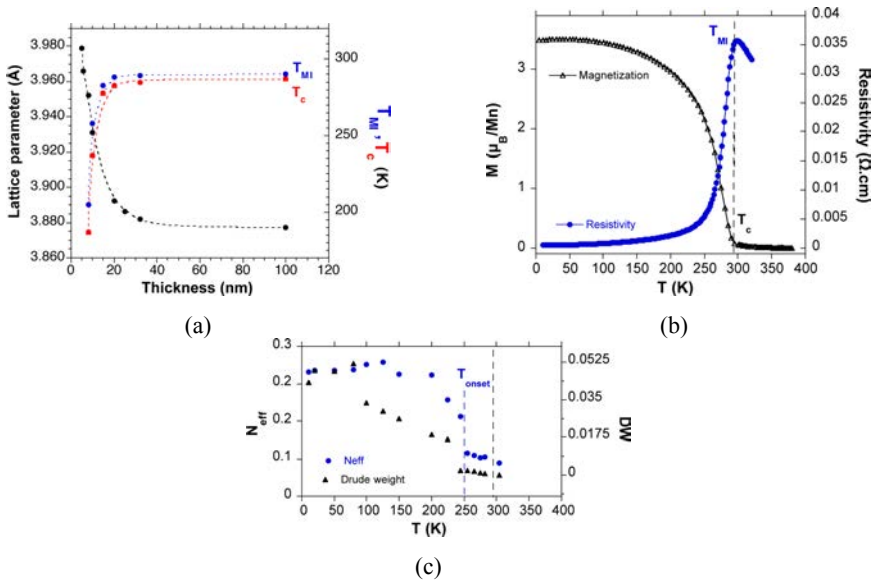 3.980
3.960
3.940
3.920
3.900
3.880
3.860
Lattice parameter (Å)
0 20 40 60 80 100
Thickness (nm)
300
250
200
T_MI, T_c (K)
T_MI
T_c
(a)
3
2
1
0
M (µ_B/Mn)
T_MI
Magnetization
Resistivity
T_c
0 50 100 150 200 250 300 350 400
T (K)
0.04
0.035
0.03
0.025
0.02
0.015
0.01
0.005
0
Resistivity (Ω.cm)
(b)
0.3
0.2
0.2
0.1
0.1
0
N_eff
T_onset
Neff
Drude weight
0 50 100 150 200 250 300 350 400
T (K)
0.0525
0.035
0.0175
0
DW
(c)